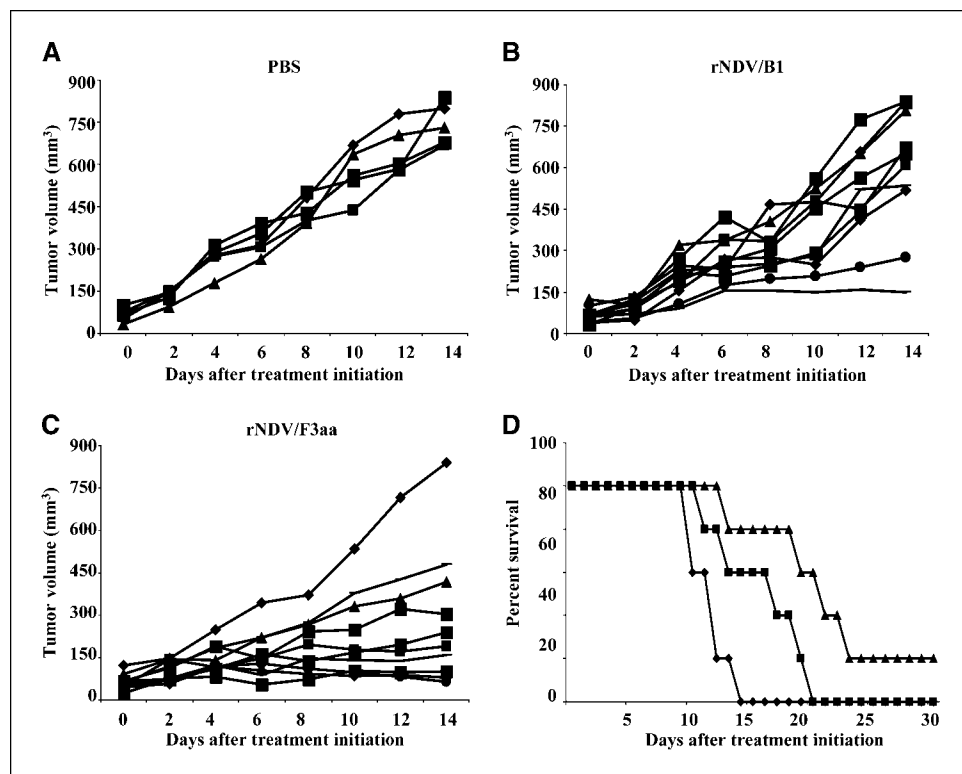 A
PBS
900
750
600
450
300
150
0
Tumor volume (mm³)
0 2 4 6 8 10 12 14
Days after treatment initiation
B
rNDV/B1
900
750
600
450
300
150
0
Tumor volume (mm³)
0 2 4 6 8 10 12 14
Days after treatment initiation
C
rNDV/F3aa
900
750
600
450
300
150
0
Tumor volume (mm³)
0 2 4 6 8 10 12 14
Days after treatment initiation
D
100
80
60
40
20
0
Percent survival
5 10 15 20 25 30
Days after treatment initiation